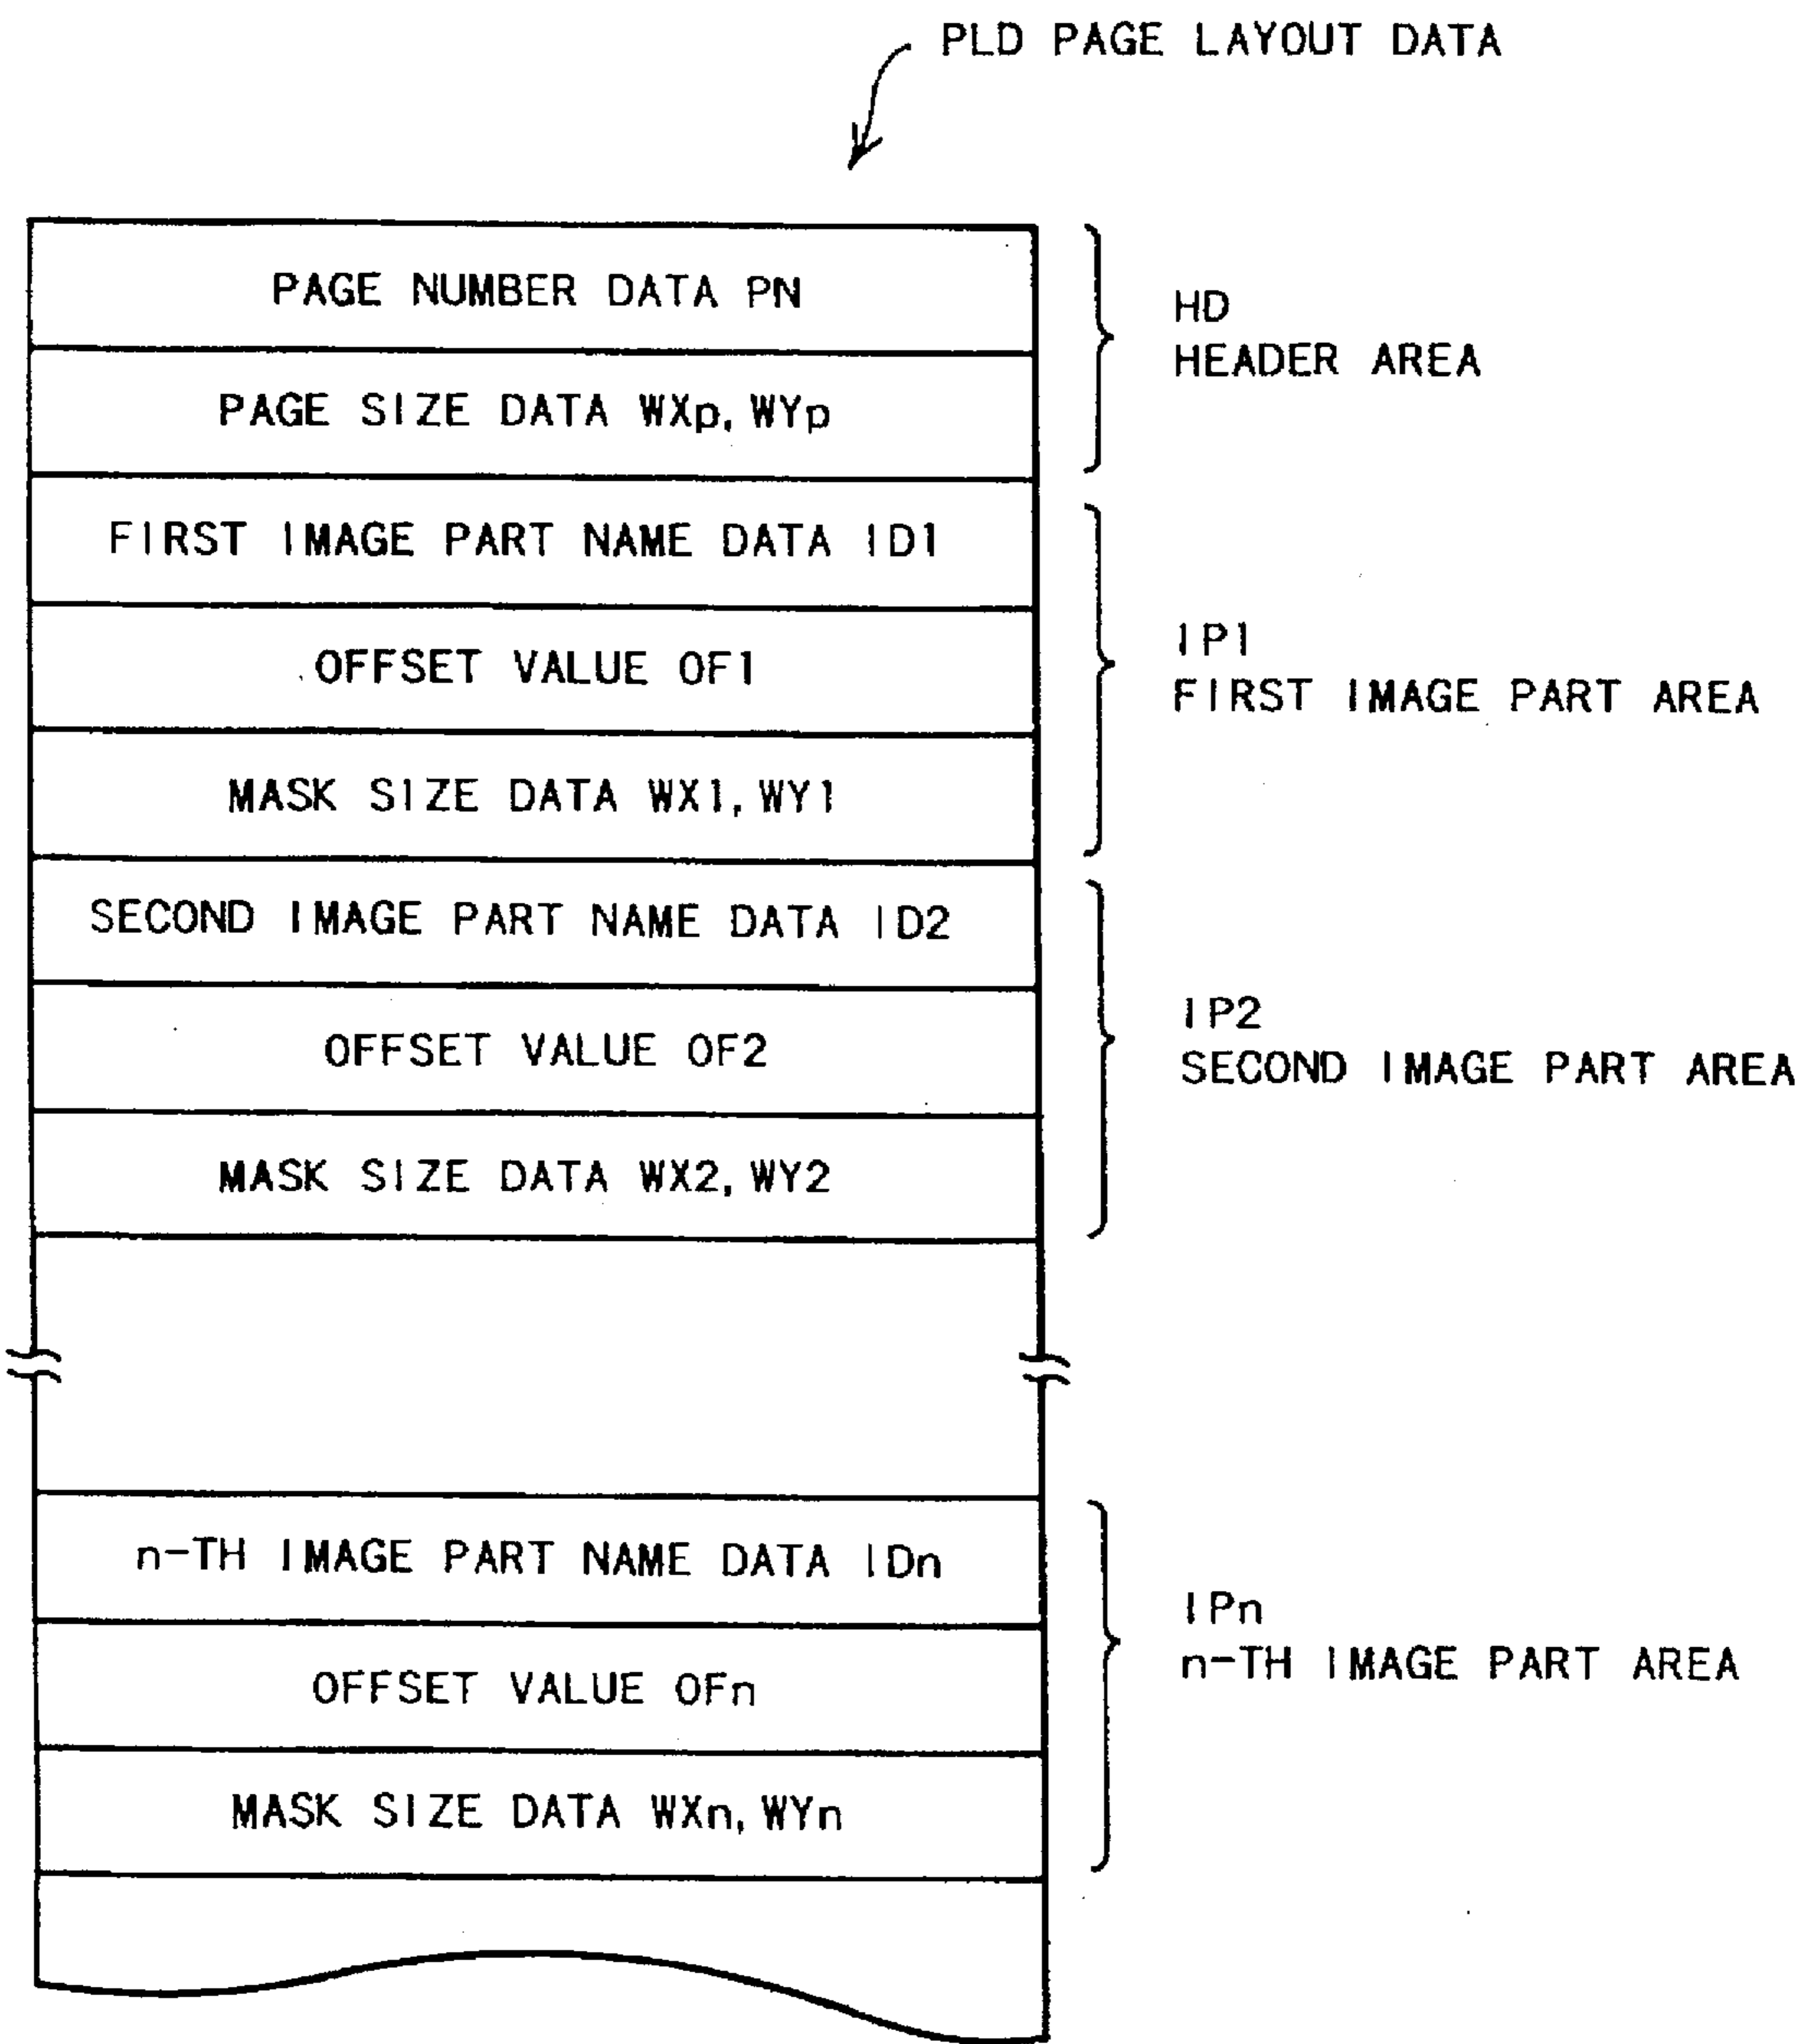 PLD PAGE LAYOUT DATA
PAGE NUMBER DATA PN
PAGE SIZE DATA WXp, WYp
HD
HEADER AREA
FIRST IMAGE PART NAME DATA ID1
OFFSET VALUE OF1
MASK SIZE DATA WX1, WY1
IP1
FIRST IMAGE PART AREA
SECOND IMAGE PART NAME DATA ID2
OFFSET VALUE OF2
MASK SIZE DATA WX2, WY2
IP2
SECOND IMAGE PART AREA
n-TH IMAGE PART NAME DATA IDn
OFFSET VALUE OFn
MASK SIZE DATA WXn, WYn
IPn
n-TH IMAGE PART AREA